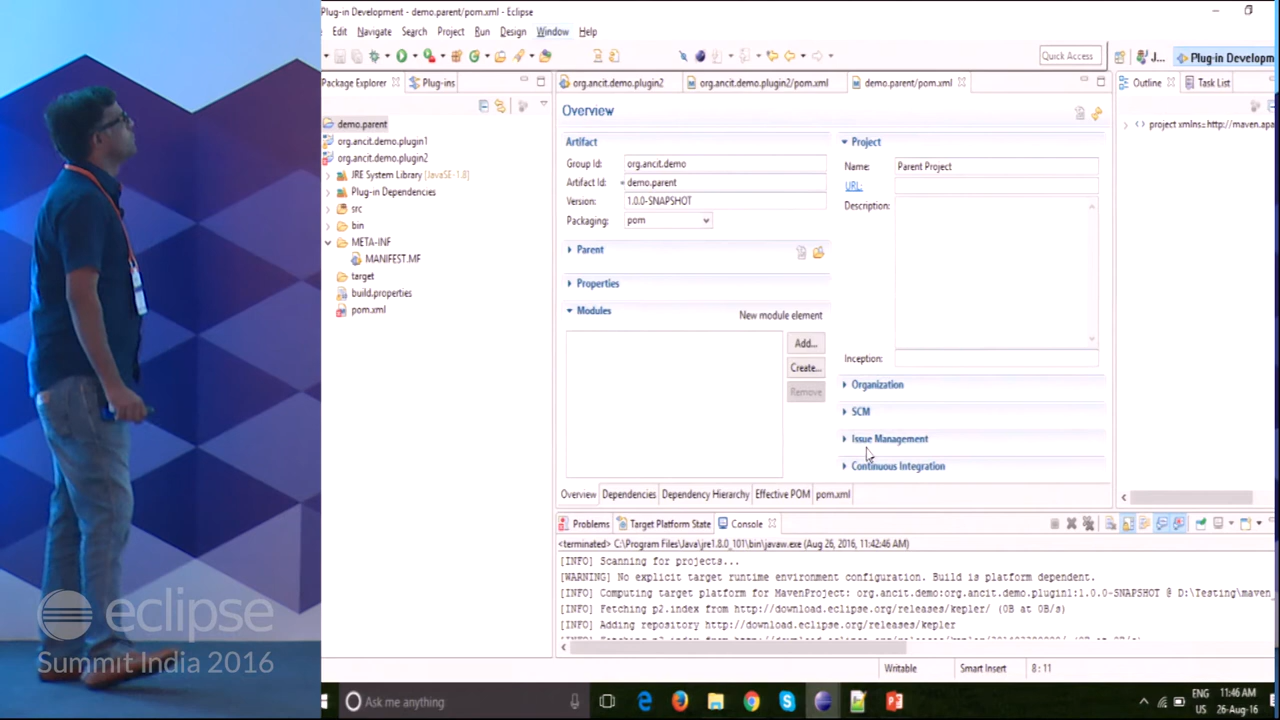 Plug-in Development - demo.parent/pom.xml - Eclipse
Edit Navigate Search Project Run Design Window Help
Quick Access J... Plug-in Developm
Package Explorer Plug-ins org.ancit.demo.plugin2 org.ancit.demo.plugin2/pom.xml demo.parent/pom.xml Outline Task List
demo.parent
org.ancit.demo.plugin1
org.ancit.demo.plugin2
JRE System Library [JavaSE-1.8]
Plug-in Dependencies
src
bin
META-INF
MANIFEST.MF
target
build.properties
pom.xml
Overview
Artifact
Group Id: org.ancit.demo
Artifact Id: demo.parent
Version: 1.0.0-SNAPSHOT
Packaging: pom
Parent
Properties
Modules
New module element
Add...
Create...
Remove
Project
Name: Parent Project
URL:
Description:
Inception:
Organization
SCM
Issue Management
Continuous Integration
project xmlns=http://maven.apa
Overview Dependencies Dependency Hierarchy Effective POM pom.xml
Problems Target Platform State Console
<terminated> C:\Program Files\Java\jre1.8.0_101\bin\javaw.exe (Aug 26, 2016, 11:42:46 AM)
[INFO] Scanning for projects...
[WARNING] No explicit target runtime environment configuration. Build is platform dependent.
[INFO] Computing target platform for MavenProject: org.ancit.demo:org.ancit.demo.plugin1:1.0.0-SNAPSHOT @ D:\Testing\maven_
[INFO] Fetching p2.index from http://download.eclipse.org/releases/kepler/ (0B at 0B/s)
[INFO] Adding repository http://download.eclipse.org/releases/kepler
Writable Smart Insert 8 : 11
Ask me anything
ENG 11:46 AM
US 26-Aug-16
eclipse
Summit India 2016